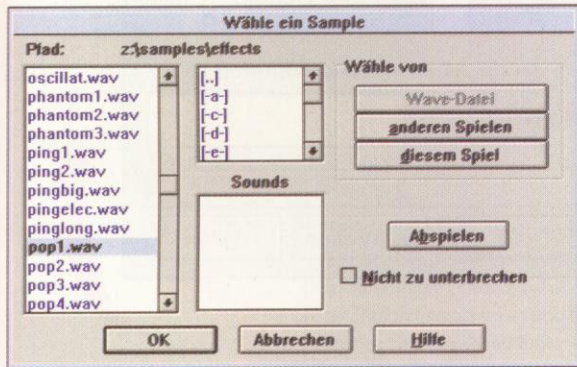 Wähle ein Sample
Pfad: z:\samples\effects
oscillat.wav
phantom1.wav
phantom2.wav
phantom3.wav
ping1.wav
ping2.wav
pingbig.wav
pingelec.wav
pinglong.wav
pop1.wav
pop2.wav
pop3.wav
pop4.wav
[..]
[-a-]
[-c-]
[-d-]
[-e-]
Sounds
Wähle von
Wave-Datei
anderen Spielen
diesem Spiel
Abspielen
Nicht zu unterbrechen
OK
Abbrechen
Hilfe